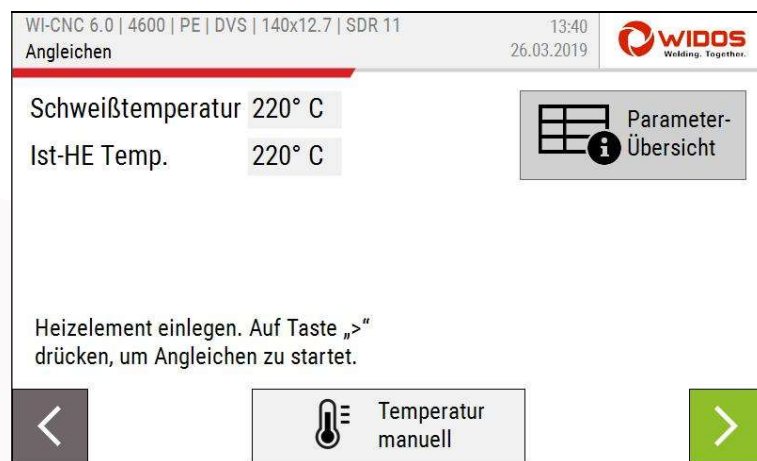 WI-CNC 6.0 | 4600 | PE | DVS | 140x12.7 | SDR 11
13:40
Angleichen
26.03.2019
WIDOS
Welding. Together.
Schweißtemperatur 220° C
Ist-HE Temp. 220° C
Parameter-
Übersicht
Heizelement einlegen. Auf Taste „>“
drücken, um Angleichen zu startet.
<
Temperatur
manuell
>